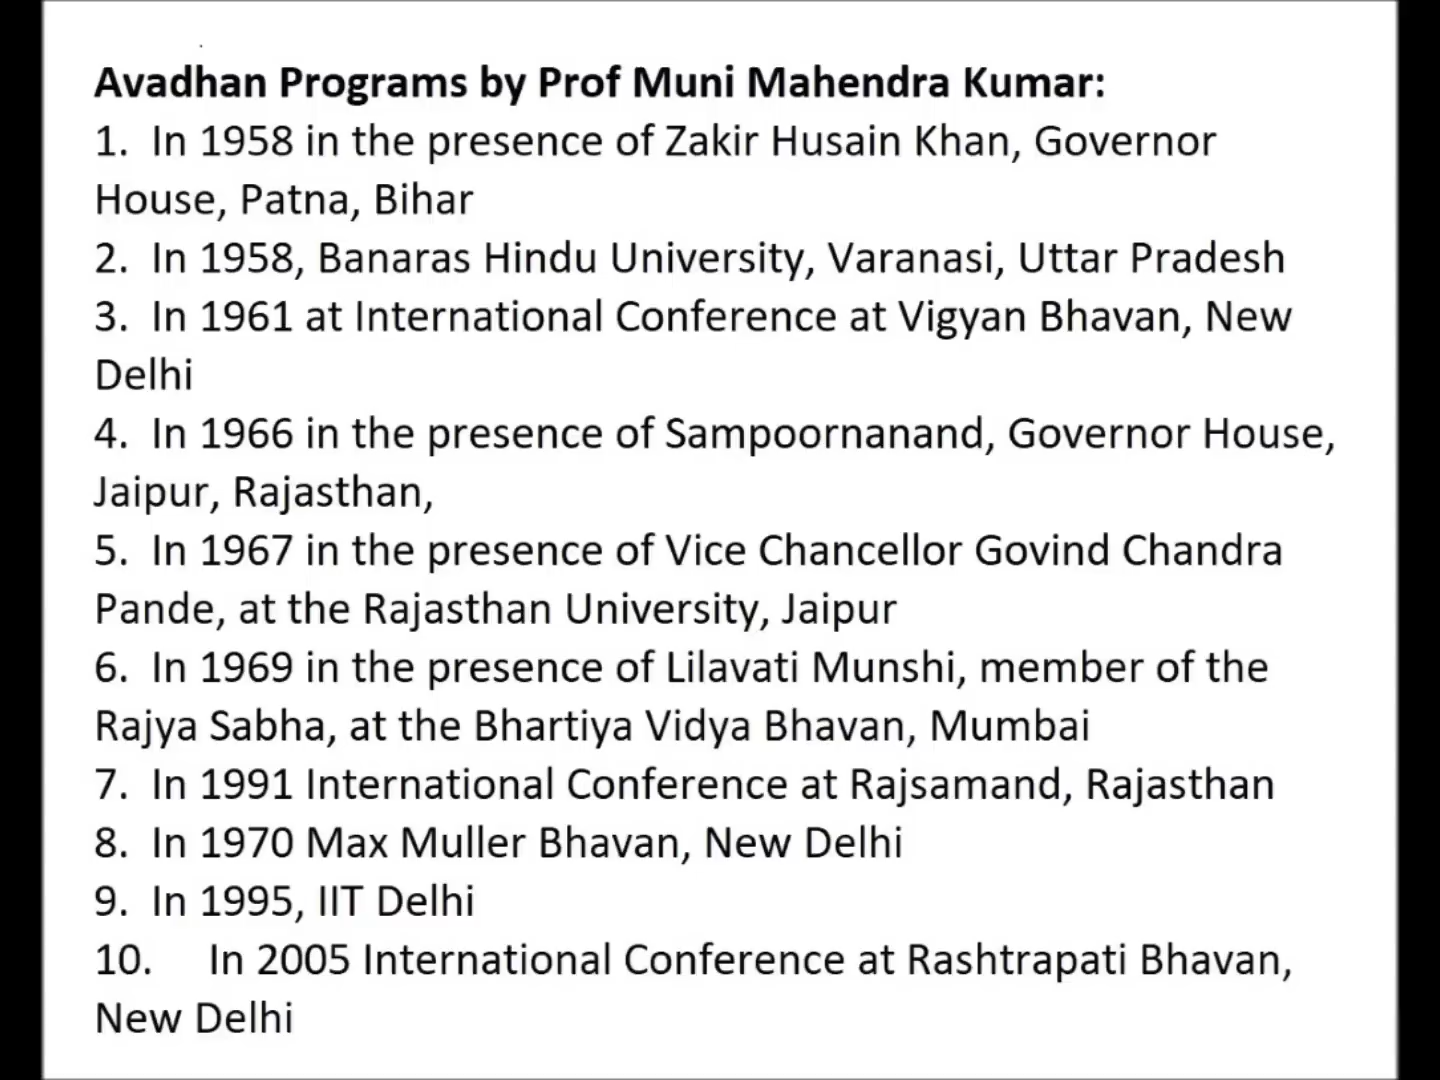 Avadhan Programs by Prof Muni Mahendra Kumar:
1. In 1958 in the presence of Zakir Husain Khan, Governor
House, Patna, Bihar
2. In 1958, Banaras Hindu University, Varanasi, Uttar Pradesh
3. In 1961 at International Conference at Vigyan Bhavan, New
Delhi
4. In 1966 in the presence of Sampoornanand, Governor House,
Jaipur, Rajasthan,
5. In 1967 in the presence of Vice Chancellor Govind Chandra
Pande, at the Rajasthan University, Jaipur
6. In 1969 in the presence of Lilavati Munshi, member of the
Rajya Sabha, at the Bhartiya Vidya Bhavan, Mumbai
7. In 1991 International Conference at Rajsamand, Rajasthan
8. In 1970 Max Muller Bhavan, New Delhi
9. In 1995, IIT Delhi
10. In 2005 International Conference at Rashtrapati Bhavan,
New Delhi